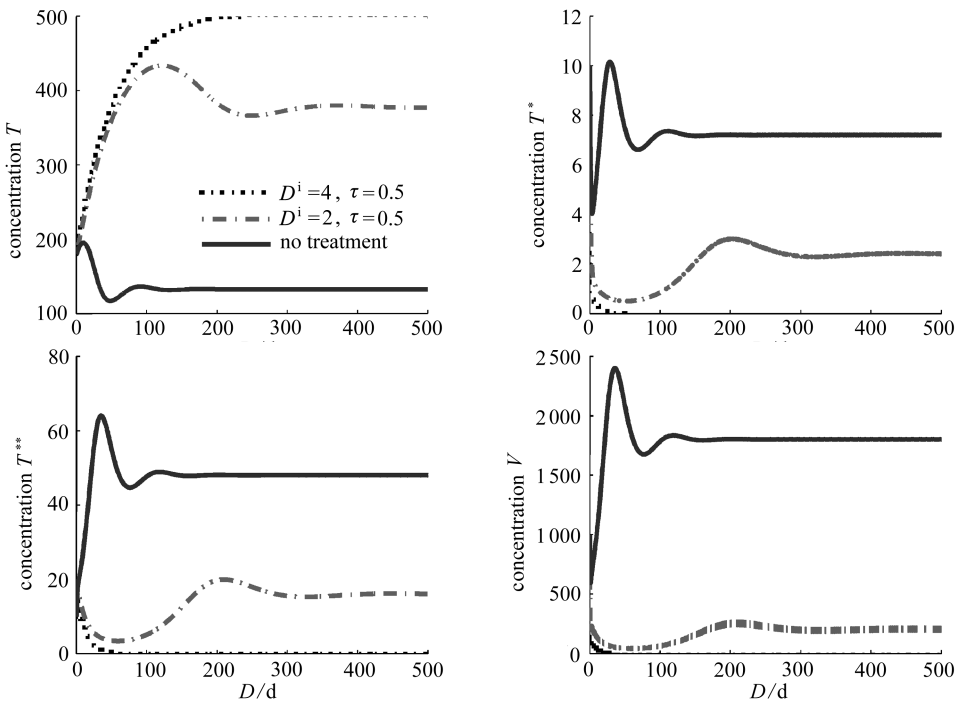 500
400
300
200
100
concentration T
D^i=4, τ=0.5
D^i=2, τ=0.5
no treatment
0 100 200 300 400 500
12
10
8
6
4
2
0
concentration T*
0 100 200 300 400 500
80
60
40
20
0
concentration T**
0 100 200 300 400 500
D/d
2 500
2 000
1 500
1 000
500
0
concentration V
0 100 200 300 400 500
D/d